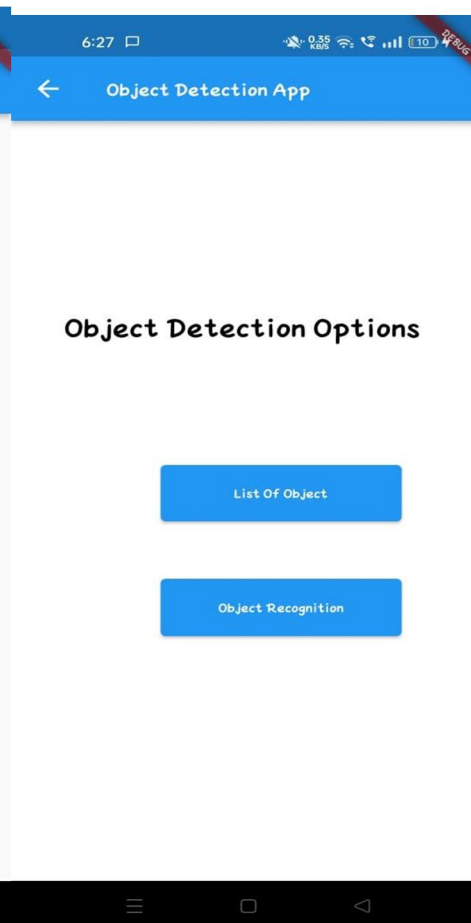 6:27
0.35
KB/S
10
DEBUG
Object Detection App
Object Detection Options
List Of Object
Object Recognition